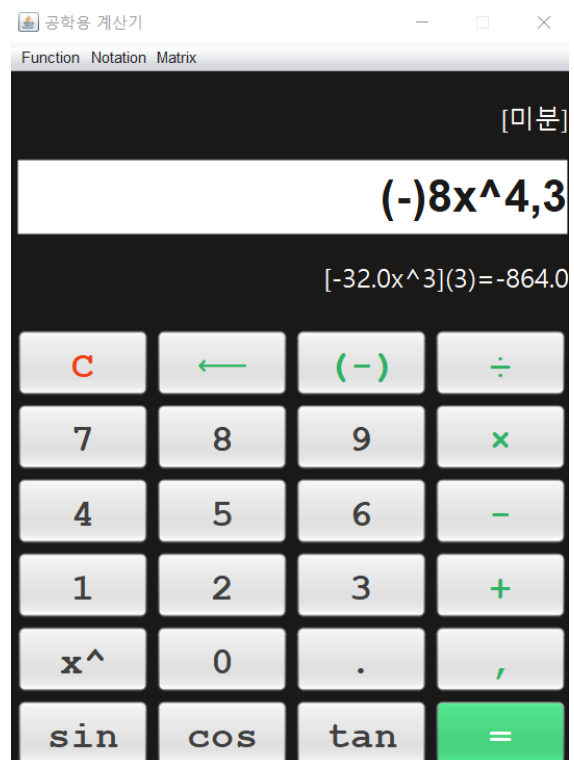 공학용 계산기
Function Notation Matrix
[미분]
(-)8x^4,3
[-32.0x^3](3)=-864.0
C ← (-) ÷
7 8 9 ×
4 5 6 -
1 2 3 +
x^ 0 . ,
sin cos tan =